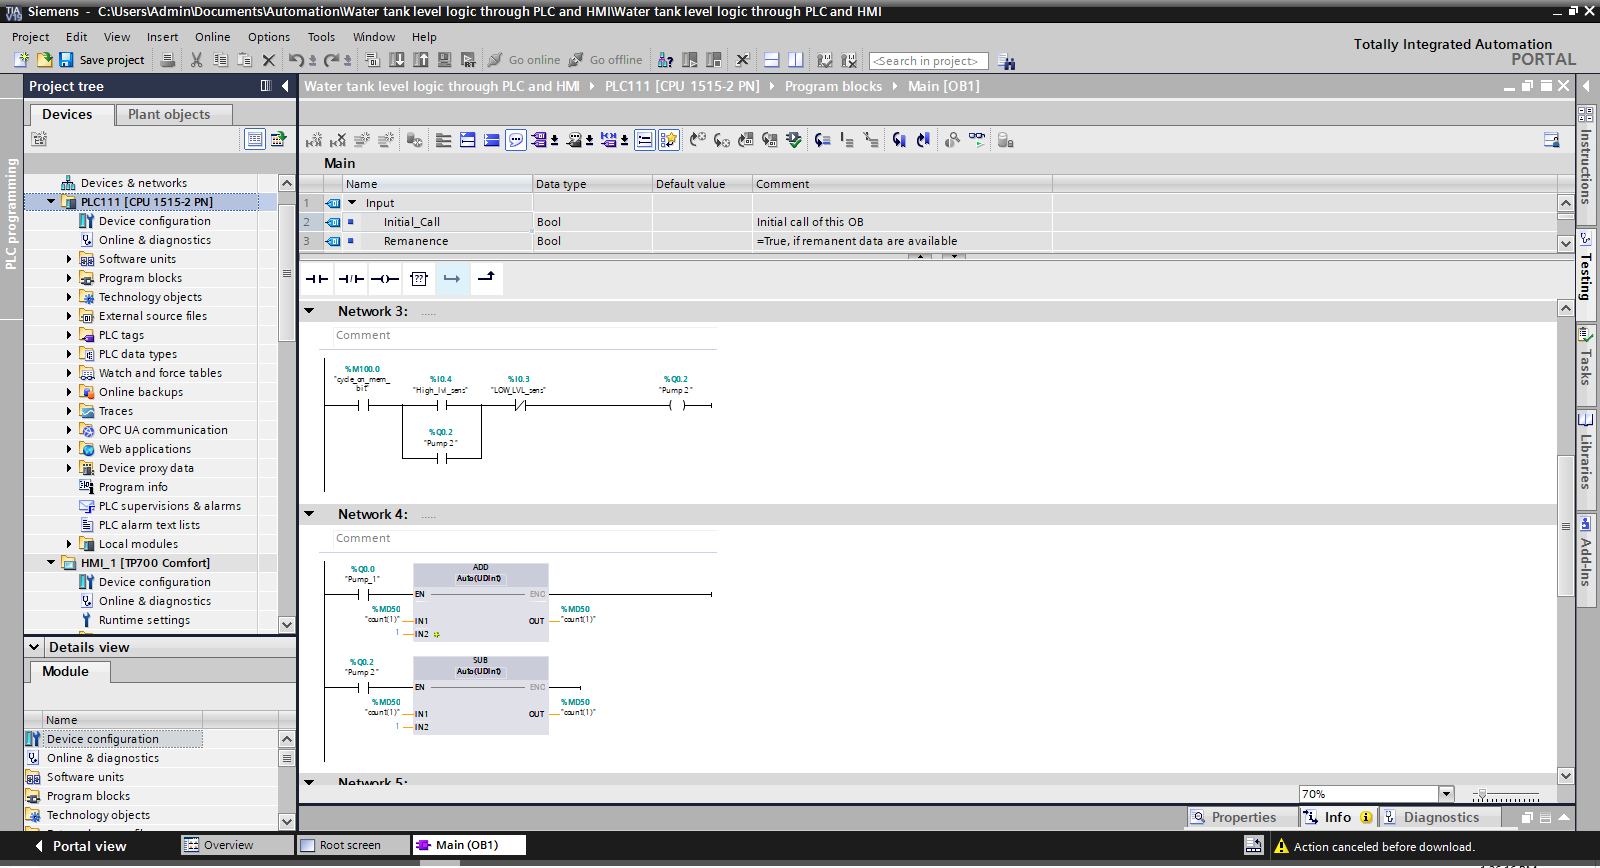 TIA V19 Siemens - C:\Users\Admin\Documents\Automation\Water tank level logic through PLC and HMI\Water tank level logic through PLC and HMI
Project Edit View Insert Online Options Tools Window Help
Totally Integrated Automation
PORTAL
Save project
Go online
Go offline
<Search in project>
Project tree
Devices
Plant objects
PLC programming
Devices & networks
PLC111 [CPU 1515-2 PN]
Device configuration
Online & diagnostics
Software units
Program blocks
Technology objects
External source files
PLC tags
PLC data types
Watch and force tables
Online backups
Traces
OPC UA communication
Web applications
Device proxy data
Program info
PLC supervisions & alarms
PLC alarm text lists
Local modules
HMI_1 [TP700 Comfort]
Device configuration
Online & diagnostics
Runtime settings
Details view
Module
Name
Device configuration
Online & diagnostics
Software units
Program blocks
Technology objects
Water tank level logic through PLC and HMI PLC111 [CPU 1515-2 PN] Program blocks Main [OB1]
Main
Name Data type Default value Comment
1 Input
2 Initial_Call Bool Initial call of this OB
3 Remanence Bool =True, if remanent data are available
??
Network 3: .....
Comment
%M100.0
"cycle_on_mem_
bit"
%I0.4
"High_lvl_sens"
%I0.3
"LOW_LVL_sens"
%Q0.2
"Pump 2"
%Q0.2
"Pump 2"
Network 4: .....
Comment
%Q0.0
"Pump_1"
ADD
Auto (UDInt)
EN ENO
%MD50
"count(1)" IN1
1 IN2
OUT
%MD50
"count(1)"
%Q0.2
"Pump 2"
SUB
Auto (UDInt)
EN ENO
%MD50
"count(1)" IN1
1 IN2
OUT
%MD50
"count(1)"
Network 5:
70%
Properties
Info
Diagnostics
Instructions
Testing
Tasks
Libraries
Add-Ins
Portal view
Overview
Root screen
Main (OB1)
Action canceled before download.